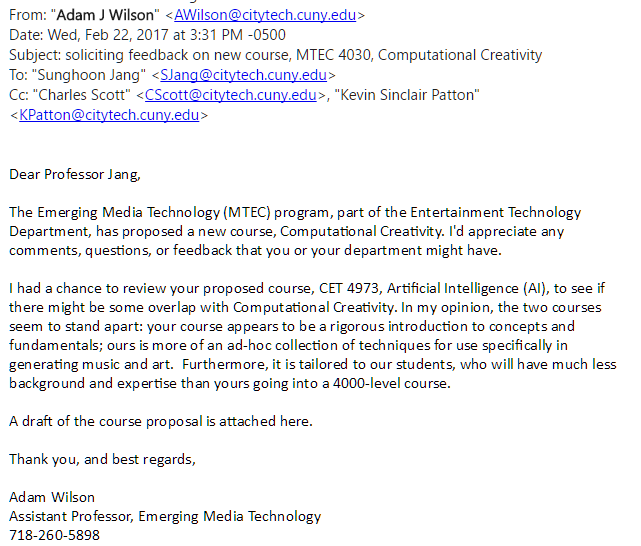 From: "Adam J Wilson" <AWilson@citytech.cuny.edu>
Date: Wed, Feb 22, 2017 at 3:31 PM -0500
Subject: soliciting feedback on new course, MTEC 4030, Computational Creativity
To: "Sunghoon Jang" <SJang@citytech.cuny.edu>
Cc: "Charles Scott" <CScott@citytech.cuny.edu>, "Kevin Sinclair Patton"
<KPatton@citytech.cuny.edu>
Dear Professor Jang,
The Emerging Media Technology (MTEC) program, part of the Entertainment Technology
Department, has proposed a new course, Computational Creativity. I'd appreciate any
comments, questions, or feedback that you or your department might have.
I had a chance to review your proposed course, CET 4973, Artificial Intelligence (AI), to see if
there might be some overlap with Computational Creativity. In my opinion, the two courses
seem to stand apart: your course appears to be a rigorous introduction to concepts and
fundamentals; ours is more of an ad-hoc collection of techniques for use specifically in
generating music and art.  Furthermore, it is tailored to our students, who will have much less
background and expertise than yours going into a 4000-level course.
A draft of the course proposal is attached here.
Thank you, and best regards,
Adam Wilson
Assistant Professor, Emerging Media Technology
718-260-5898